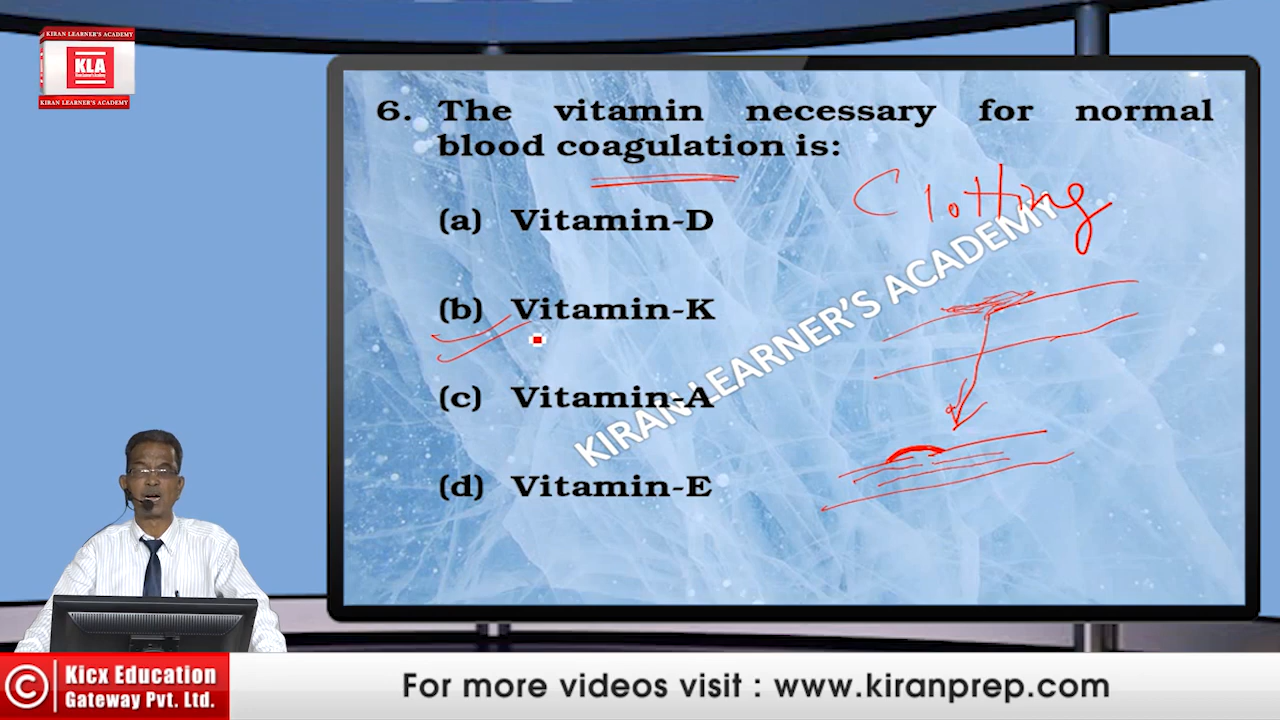 KIRAN LEARNER'S ACADEMY
KLA
KIRAN LEARNER'S ACADEMY
6. The vitamin necessary for normal
blood coagulation is:
Clotting
(a) Vitamin-D
(b) Vitamin-K
(c) Vitamin-A
(d) Vitamin-E
KIRAN LEARNER'S ACADEMY
© Kicx Education
Gateway Pvt. Ltd.
For more videos visit : www.kiranprep.com